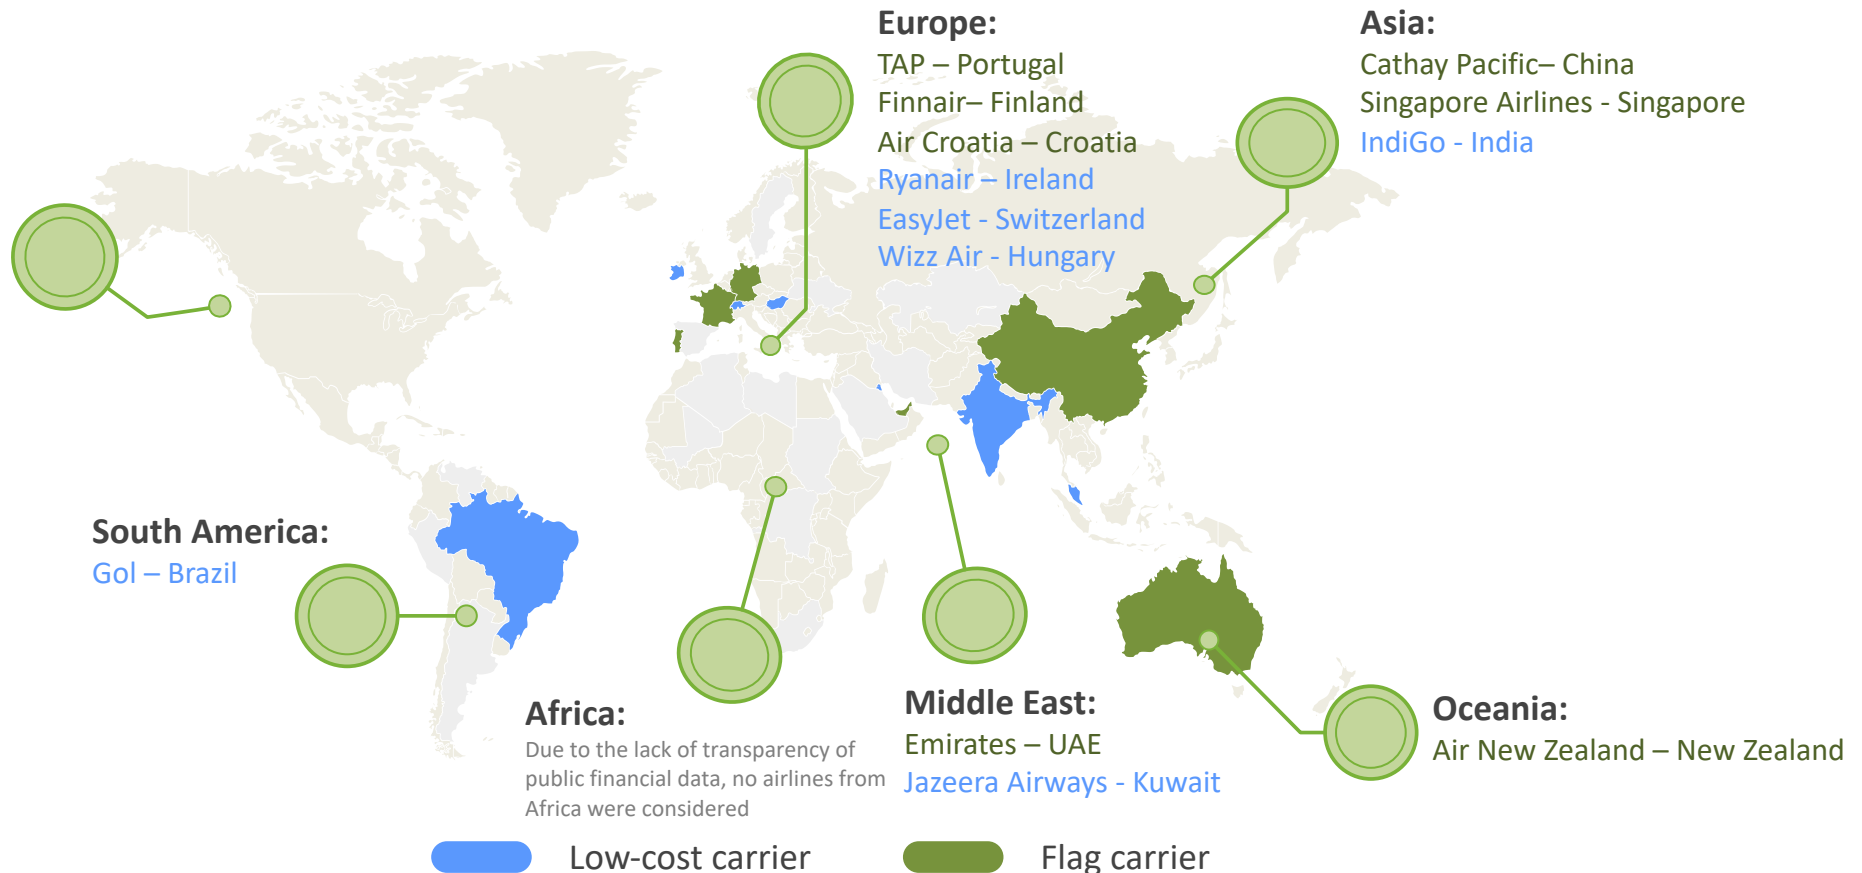 Europe:
TAP – Portugal
Finnair– Finland
Air Croatia – Croatia
Ryanair – Ireland
EasyJet - Switzerland
Wizz Air - Hungary
Asia:
Cathay Pacific– China
Singapore Airlines - Singapore
IndiGo - India
South America:
Gol – Brazil
Africa:
Due to the lack of transparency of
public financial data, no airlines from
Africa were considered
Middle East:
Emirates – UAE
Jazeera Airways - Kuwait
Oceania:
Air New Zealand – New Zealand
Low-cost carrier
Flag carrier